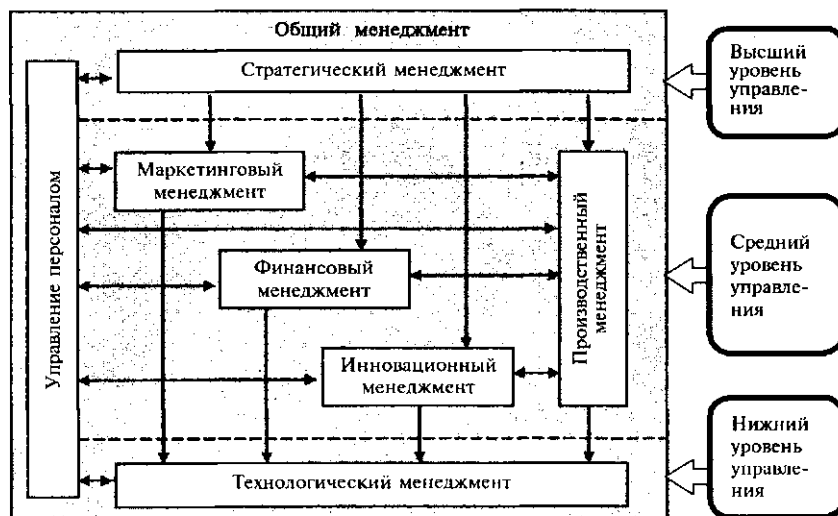 Общий менеджмент
Стратегический менеджмент
Высший
уровень
управле-
ния
Управление персоналом
Маркетинговый
менеджмент
Производственный
менеджмент
Финансовый
менеджмент
Средний
уровень
управле-
ния
Инновационный
менеджмент
Технологический менеджмент
Нижний
уровень
управле-
ния